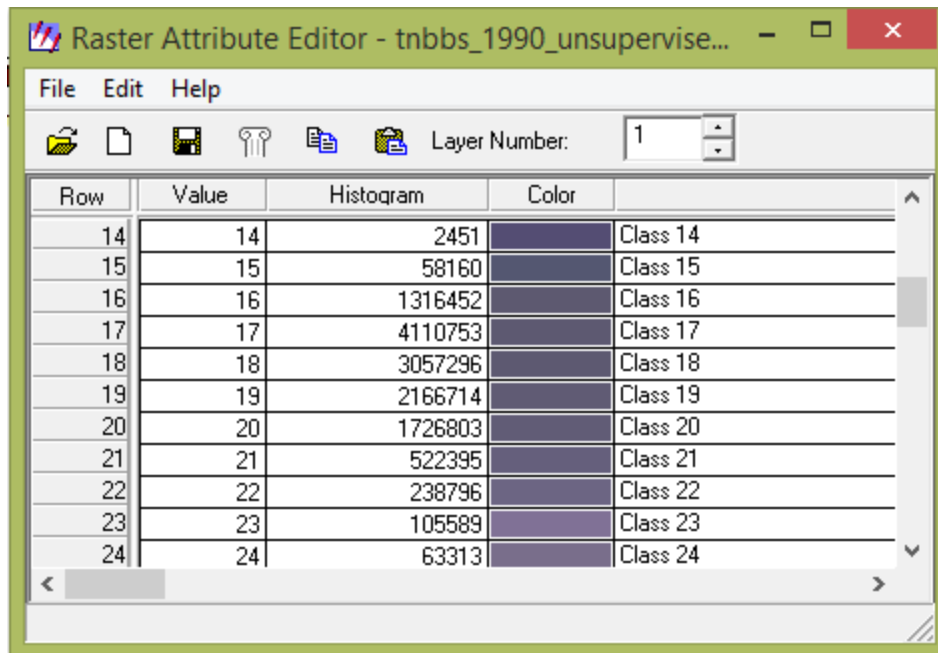 Raster Attribute Editor - tnbbs_1990_unsupervise...
File Edit Help
Layer Number: 1
Row Value Histogram Color
14 14 2451 Class 14
15 15 58160 Class 15
16 16 1316452 Class 16
17 17 4110753 Class 17
18 18 3057296 Class 18
19 19 2166714 Class 19
20 20 1726803 Class 20
21 21 522395 Class 21
22 22 238796 Class 22
23 23 105589 Class 23
24 24 63313 Class 24